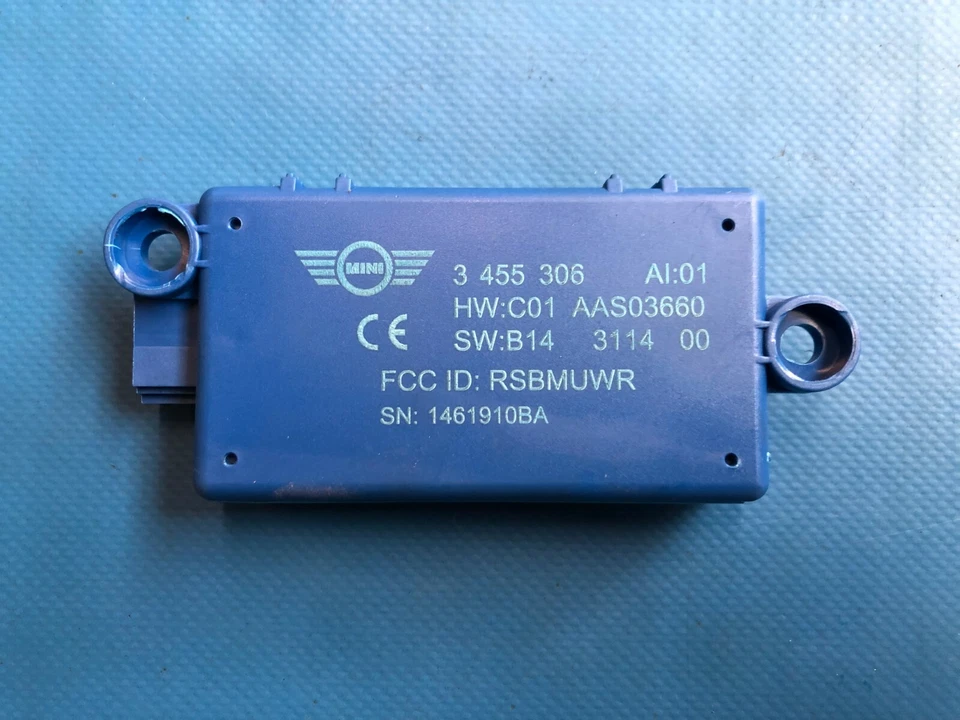 MINI
3 455 306 AI:01
HW:C01 AAS03660
CE
SW:B14 3114 00
FCC ID: RSBMUWR
SN: 1461910BA